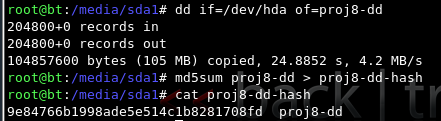 root@bt:/media/sda1# dd if=/dev/hda of=proj8-dd
204800+0 records in
204800+0 records out
104857600 bytes (105 MB) copied, 24.8852 s, 4.2 MB/s
root@bt:/media/sda1# md5sum proj8-dd > proj8-dd-hash
root@bt:/media/sda1# cat proj8-dd-hash
9e84766b1998ade5e514c1b8281708fd  proj8-dd